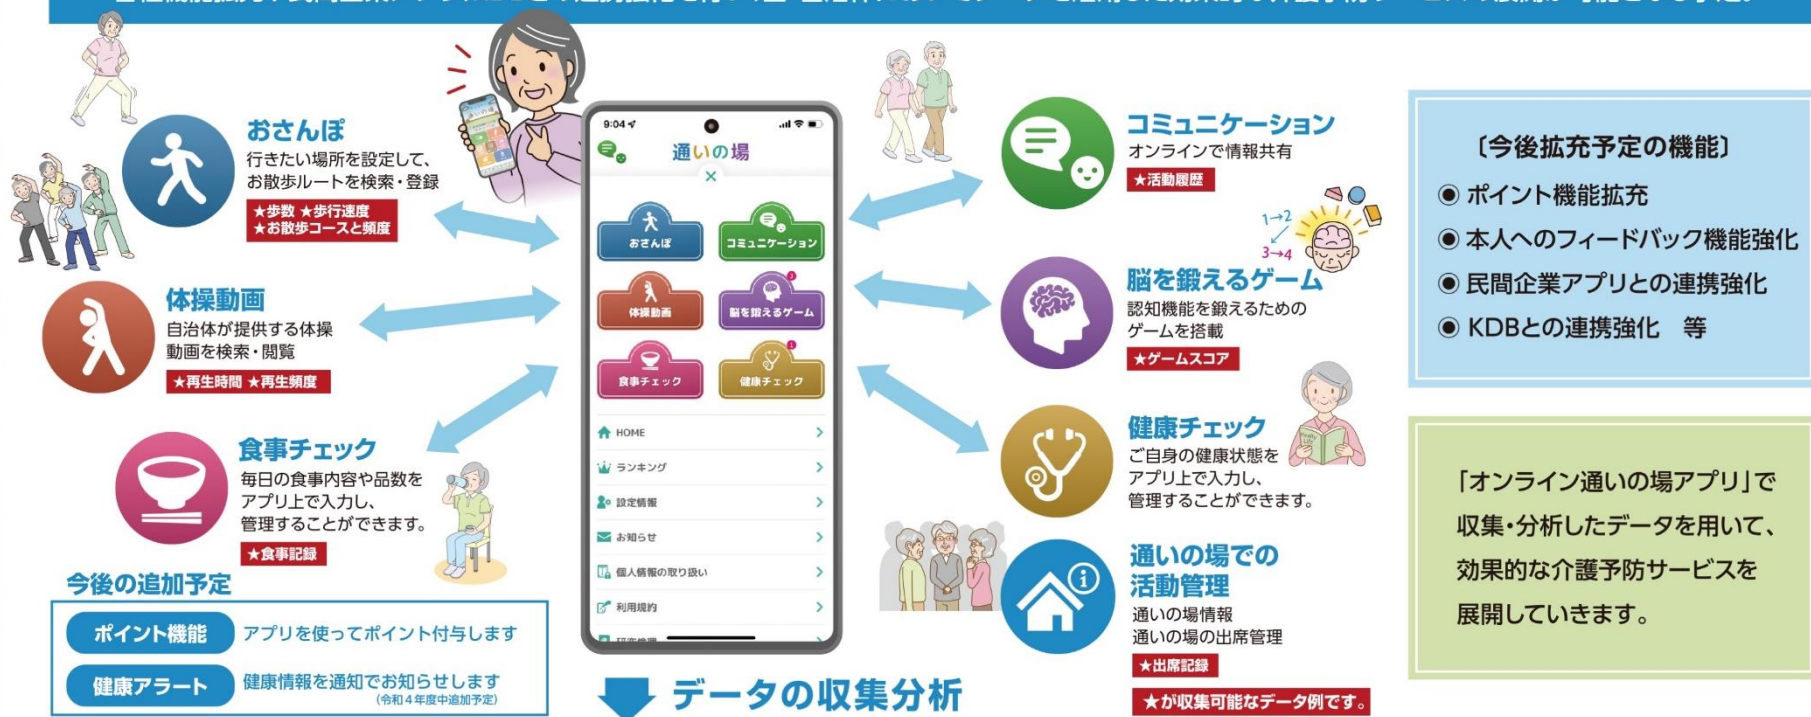 おさんぽ
行きたい場所を設定して、
お散歩ルートを検索・登録
★歩数 ★歩行速度
★お散歩コースと頻度
体操動画
自治体が提供する体操
動画を検索・閲覧
★再生時間 ★再生頻度
食事チェック
毎日の食事内容や品数を
アプリ上で入力し、
管理することができます。
★食事記録
今後の追加予定
ポイント機能 アプリを使ってポイント付与します
健康アラート 健康情報を通知でお知らせします
(令和4年度中追加予定)
9:04
通いの場
おさんぽ
コミュニケーション
体操動画
脳を鍛えるゲーム
食事チェック
健康チェック
HOME
ランキング
設定情報
お知らせ
個人情報の取り扱い
利用規約
データの収集分析
コミュニケーション
オンラインで情報共有
★活動履歴
1→2
3→4
脳を鍛えるゲーム
認知機能を鍛えるための
ゲームを搭載
★ゲームスコア
健康チェック
ご自身の健康状態を
アプリ上で入力し、
管理することができます。
通いの場での
活動管理
通いの場情報
通いの場の出席管理
★出席記録
★が収集可能なデータ例です。
〔今後拡充予定の機能〕
◉ ポイント機能拡充
◉ 本人へのフィードバック機能強化
◉ 民間企業アプリとの連携強化
◉ KDBとの連携強化 等
「オンライン通いの場アプリ」で
収集・分析したデータを用いて、
効果的な介護予防サービスを
展開していきます。